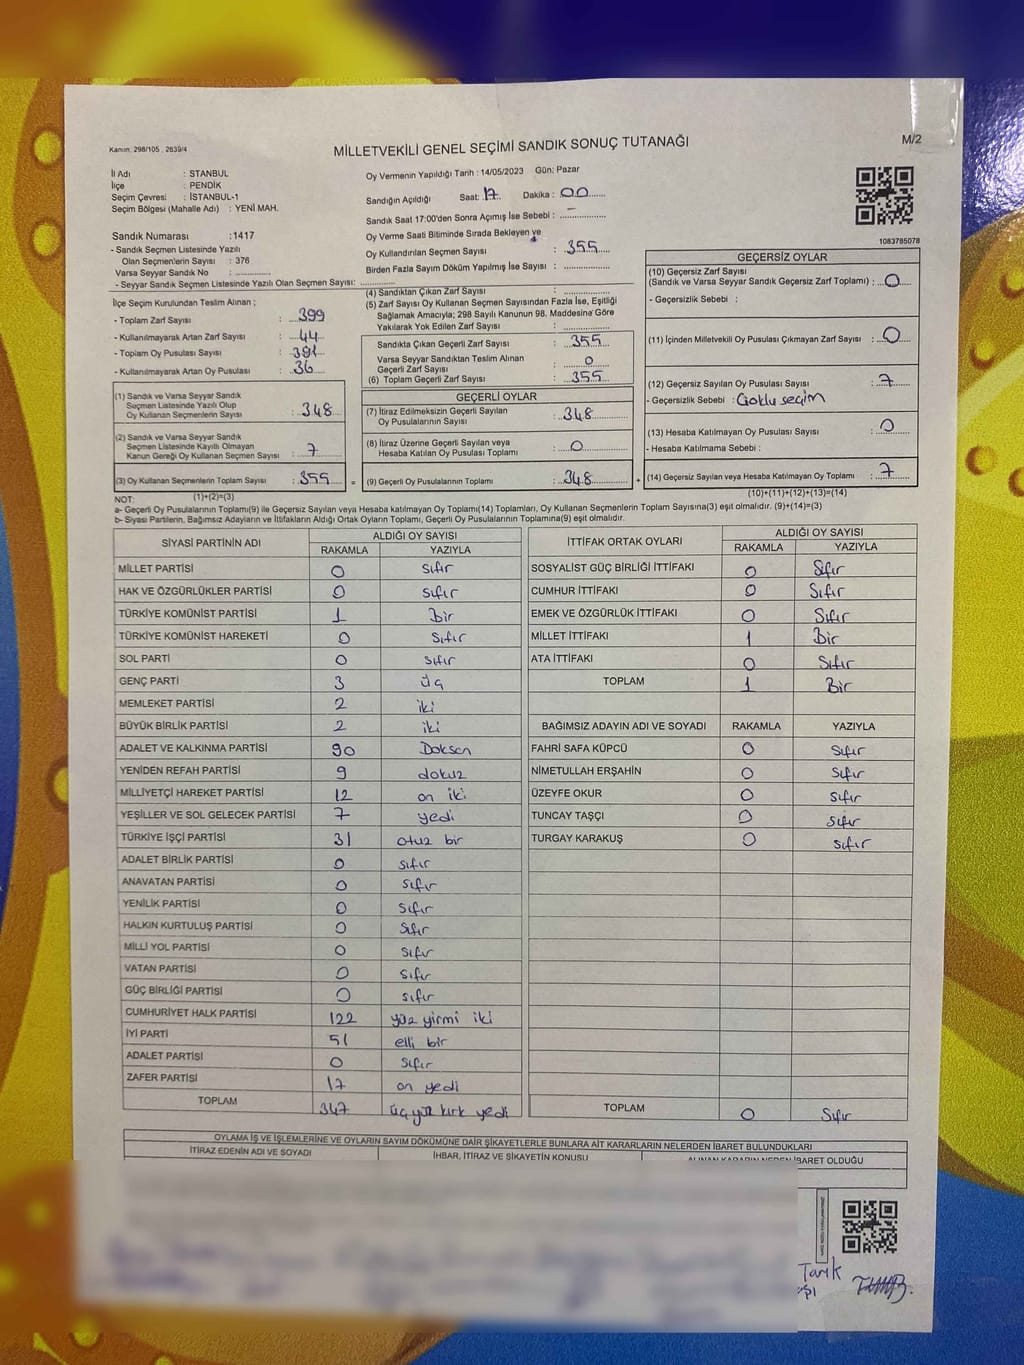 Kanun: 298/105 , 2839/4
MİLLETVEKİLİ GENEL SEÇİMİ SANDIK SONUÇ TUTANAĞI
M/2
İl Adı : STANBUL
İlçe : PENDİK
Seçim Çevresi : İSTANBUL-1
Seçim Bölgesi (Mahalle Adı) : YENİ MAH.
Sandık Numarası :1417
- Sandık Seçmen Listesinde Yazılı
Olan Seçmenlerin Sayısı : 376
Varsa Seyyar Sandık No : ..............
- Seyyar Seçmen Listesinde Yazılı Olan Seçmen Sayısı: ..............
Oy Vermenin Yapıldığı Tarih : 14/05/2023 Gün: Pazar
Sandığın Açıldığı Saat: 17 Dakika : 00
Sandık Saat 17:00'den Sonra Açımış İse Sebebi : –
Oy Verme Saati Bitiminde Sırada Bekleyen ve
Oy Kullandırılan Seçmen Sayısı : 355
Birden Fazla Sayım Döküm Yapılmış İse Sayısı : ..............
1083785078
İlçe Seçim Kurulundan Teslim Alınan ;
- Toplam Zarf Sayısı : 399
- Kullanılmayarak Artan Zarf Sayısı : 44
- Toplam Oy Pusulası Sayısı : 391
- Kullanılmayarak Artan Oy Pusulası : 36
(4) Sandıktan Çıkan Zarf Sayısı : ..............
(5) Zarf Sayısı Oy Kullanan Seçmen Sayısından Fazla İse, Eşitliği
Sağlamak Amacıyla; 298 Sayılı Kanunun 98. Maddesine Göre
Yakılarak Yok Edilen Zarf Sayısı : ..............
Sandıkta Çıkan Geçerli Zarf Sayısı : 355
Varsa Seyyar Sandıktan Teslim Alınan
Geçerli Zarf Sayısı : 0
(6) Toplam Geçerli Zarf Sayısı : 355
GEÇERSİZ OYLAR
(10) Geçersiz Zarf Sayısı
(Sandık ve Varsa Seyyar Sandık Geçersiz Zarf Toplamı) : 0
- Geçersizlik Sebebi :
(11) İçinden Milletvekili Oy Pusulası Çıkmayan Zarf Sayısı : 0
(12) Geçersiz Sayılan Oy Pusulası Sayısı : 7
- Geçersizlik Sebebi : Çoklu seçim
(13) Hesaba Katılmayan Oy Pusulası Sayısı : 0
- Hesaba Katılmama Sebebi :
(14) Geçersiz Sayılan veya Hesaba Katılmayan Oy Toplamı : 7
(10)+(11)+(12)+(13)=(14)
(1) Sandık ve Varsa Seyyar Sandık
Seçmen Listesinde Yazılı Olup
Oy Kullanan Seçmenlerin Sayısı : 348
(2) Sandık ve Varsa Seyyar Sandık
Seçmen Listesinde Kayıtlı Olmayan
Kanun Gereği Oy Kullanan Seçmen Sayısı : 7
(3) Oy Kullanan Seçmenlerin Toplam Sayısı : 355 =
(1)+(2)=(3)
GEÇERLİ OYLAR
(7) İtiraz Edilmeksizin Geçerli Sayılan
Oy Pusulalarının Sayısı : 348
(8) İtiraz Üzerine Geçerli Sayılan veya
Hesaba Katılan Oy Pusulası Toplamı : 0
(9) Geçerli Oy Pusulalarının Toplamı : 348 +
NOT:
a- Geçerli Oy Pusulalarının Toplamı(9) ile Geçersiz Sayılan veya Hesaba Katılmayan Oy Toplamı(14) Toplamları, Oy Kullanan Seçmenlerin Toplam Sayısına(3) eşit olmalıdır. (9)+(14)=(3)
b- Siyasi Partilerin, Bağımsız Adayların ve İttifakların Aldığı Ortak Oyların Toplamı, Geçerli Oy Pusulalarının Toplamına(9) eşit olmalıdır.
SİYASİ PARTİNİN ADI ALDIĞI OY SAYISI
RAKAMLA YAZIYLA
MİLLET PARTİSİ 0 Sıfır
HAK VE ÖZGÜRLÜKLER PARTİSİ 0 Sıfır
TÜRKİYE KOMÜNİST PARTİSİ 1 Bir
TÜRKİYE KOMÜNİST HAREKETİ 0 Sıfır
SOL PARTİ 0 Sıfır
GENÇ PARTİ 3 üç
MEMLEKET PARTİSİ 2 iki
BÜYÜK BİRLİK PARTİSİ 2 iki
ADALET VE KALKINMA PARTİSİ 90 Doksan
YENİDEN REFAH PARTİSİ 9 dokuz
MİLLİYETÇİ HAREKET PARTİSİ 12 on iki
YEŞİLLER VE SOL GELECEK PARTİSİ 7 yedi
TÜRKİYE İŞÇİ PARTİSİ 31 otuz bir
ADALET BİRLİK PARTİSİ 0 sıfır
ANAVATAN PARTİSİ 0 sıfır
YENİLİK PARTİSİ 0 sıfır
HALKIN KURTULUŞ PARTİSİ 0 Sıfır
MİLLİ YOL PARTİSİ 0 sıfır
VATAN PARTİSİ 0 sıfır
GÜÇ BİRLİĞİ PARTİSİ 0 sıfır
CUMHURİYET HALK PARTİSİ 122 yüz yirmi iki
İYİ PARTİ 51 elli bir
ADALET PARTİSİ 0 sıfır
ZAFER PARTİSİ 17 on yedi
TOPLAM 347 üç yüz kırk yedi
İTTİFAK ORTAK OYLARI ALDIĞI OY SAYISI
RAKAMLA YAZIYLA
SOSYALİST GÜÇ BİRLİĞİ İTTİFAKI 0 Sıfır
CUMHUR İTTİFAKI 0 Sıfır
EMEK VE ÖZGÜRLÜK İTTİFAKI 0 Sıfır
MİLLET İTTİFAKI 1 Bir
ATA İTTİFAKI 0 Sıfır
TOPLAM 1 Bir
BAĞIMSIZ ADAYIN ADI VE SOYADI RAKAMLA YAZIYLA
FAHRİ SAFA KÜPCÜ 0 Sıfır
NİMETULLAH ERŞAHİN 0 Sıfır
ÜZEYFE OKUR 0 Sıfır
TUNCAY TAŞÇI 0 sıfır
TURGAY KARAKUŞ 0 sıfır
TOPLAM 0 Sıfır
OYLAMA İŞ VE İŞLEMLERİNE VE OYLARIN SAYIM DÖKÜMÜNE DAİR ŞİKAYETLERLE BUNLARA AİT KARARLARIN NELERDEN İBARET BULUNDUKLARI
İTİRAZ EDENİN ADI VE SOYADI İHBAR, İTİRAZ VE ŞİKAYETİN KONUSU ALINAN KARARIN NEDEN İBARET OLDUĞU
Tarık